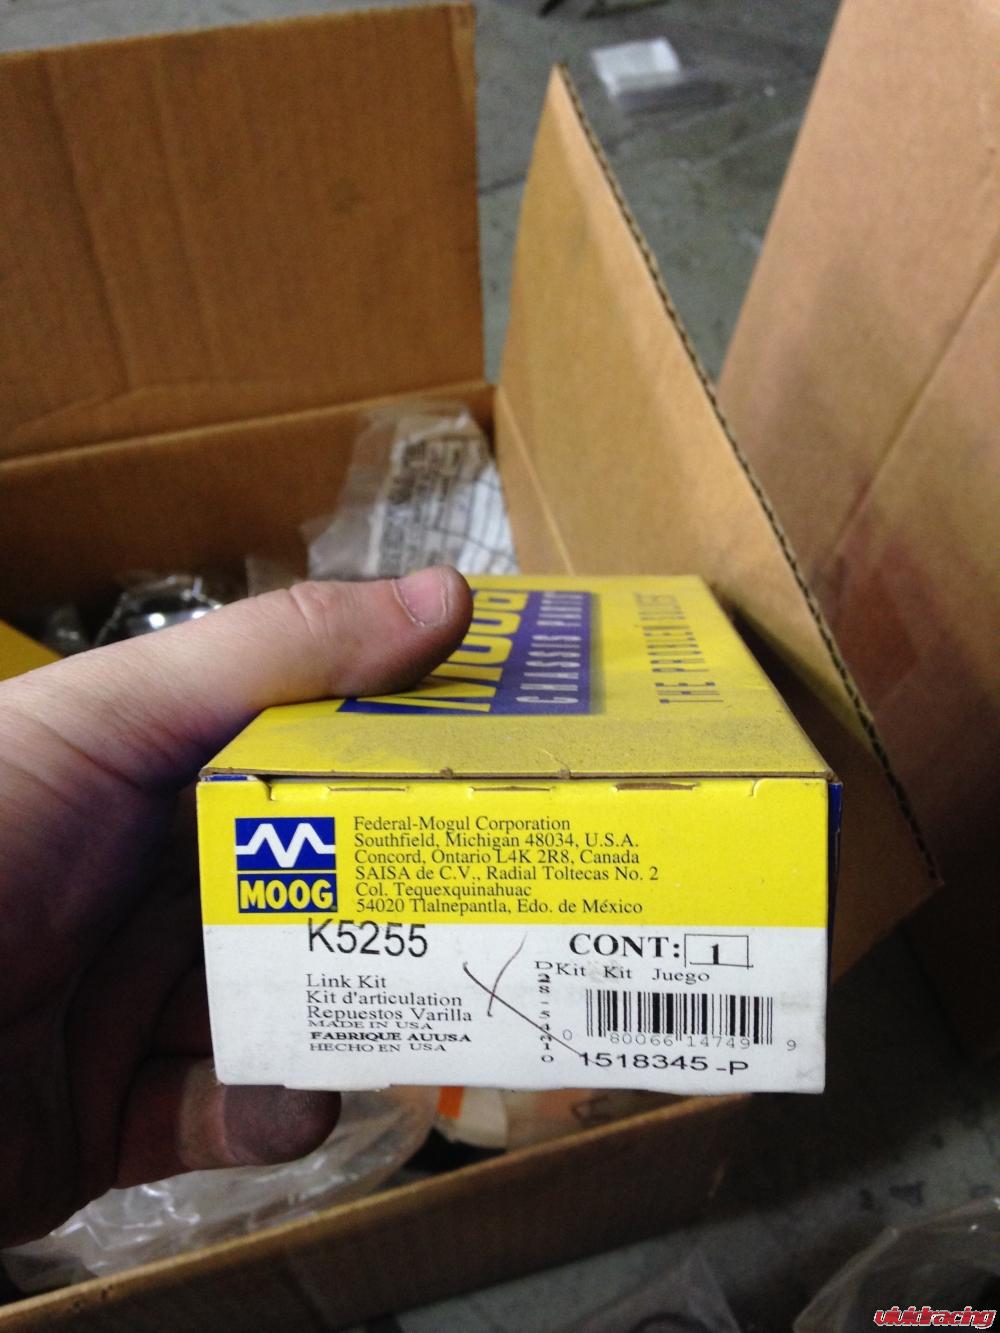 MOOG
CHASSIS PARTS
THE PROBLEM SOLVER
MOOG
Federal-Mogul Corporation
Southfield, Michigan 48034, U.S.A.
Concord, Ontario L4K 2R8, Canada
SAISA de C.V., Radial Toltecas No. 2
Col. Tequexquinahuac
54020 Tlalnepantla, Edo. de México
K5255
CONT: 1
Kit Kit Juego
Link Kit
Kit d'articulation
Repuestos Varilla
MADE IN USA
FABRIQUE AUUSA
HECHO EN USA
D28-5410
0 80066 14749 9
1518345-P
vividracing